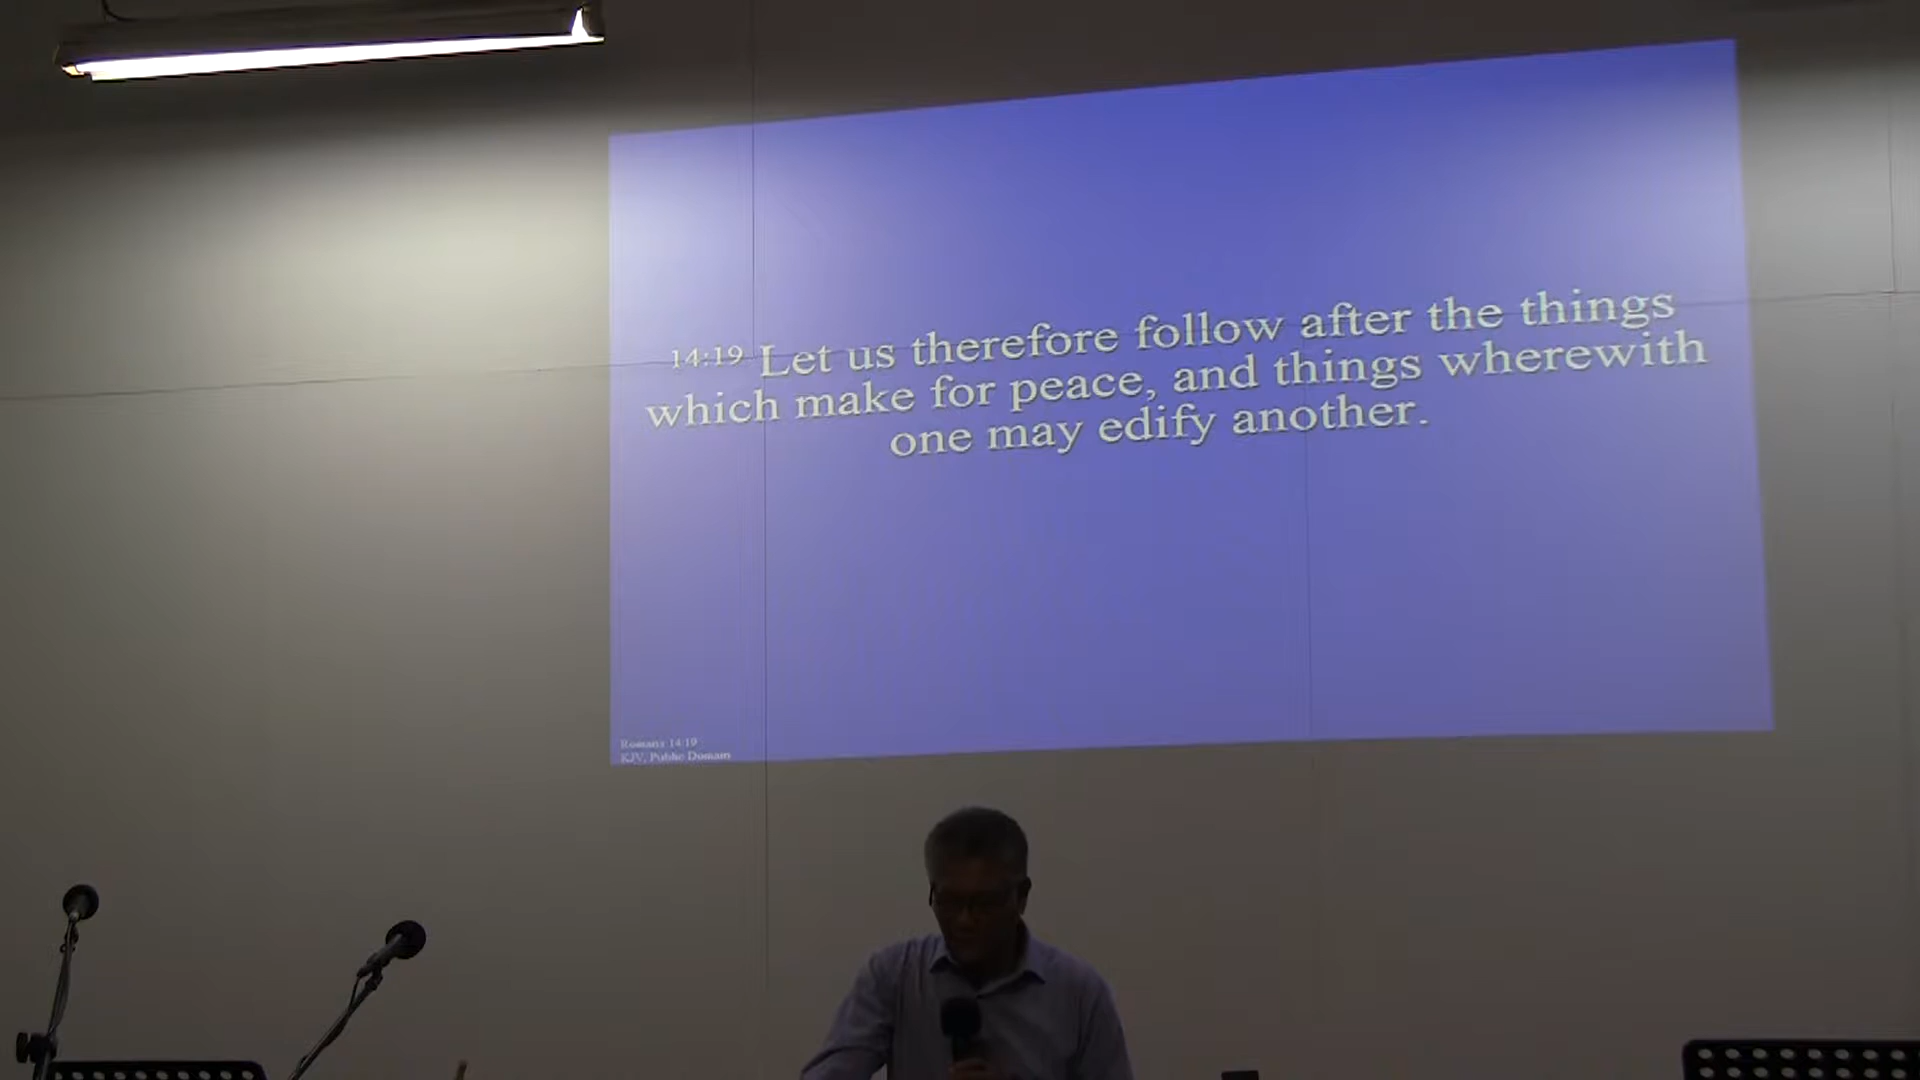 14:19 Let us therefore follow after the things
which make for peace, and things wherewith
one may edify another.
Romans 14:19
KJV, Public Domain